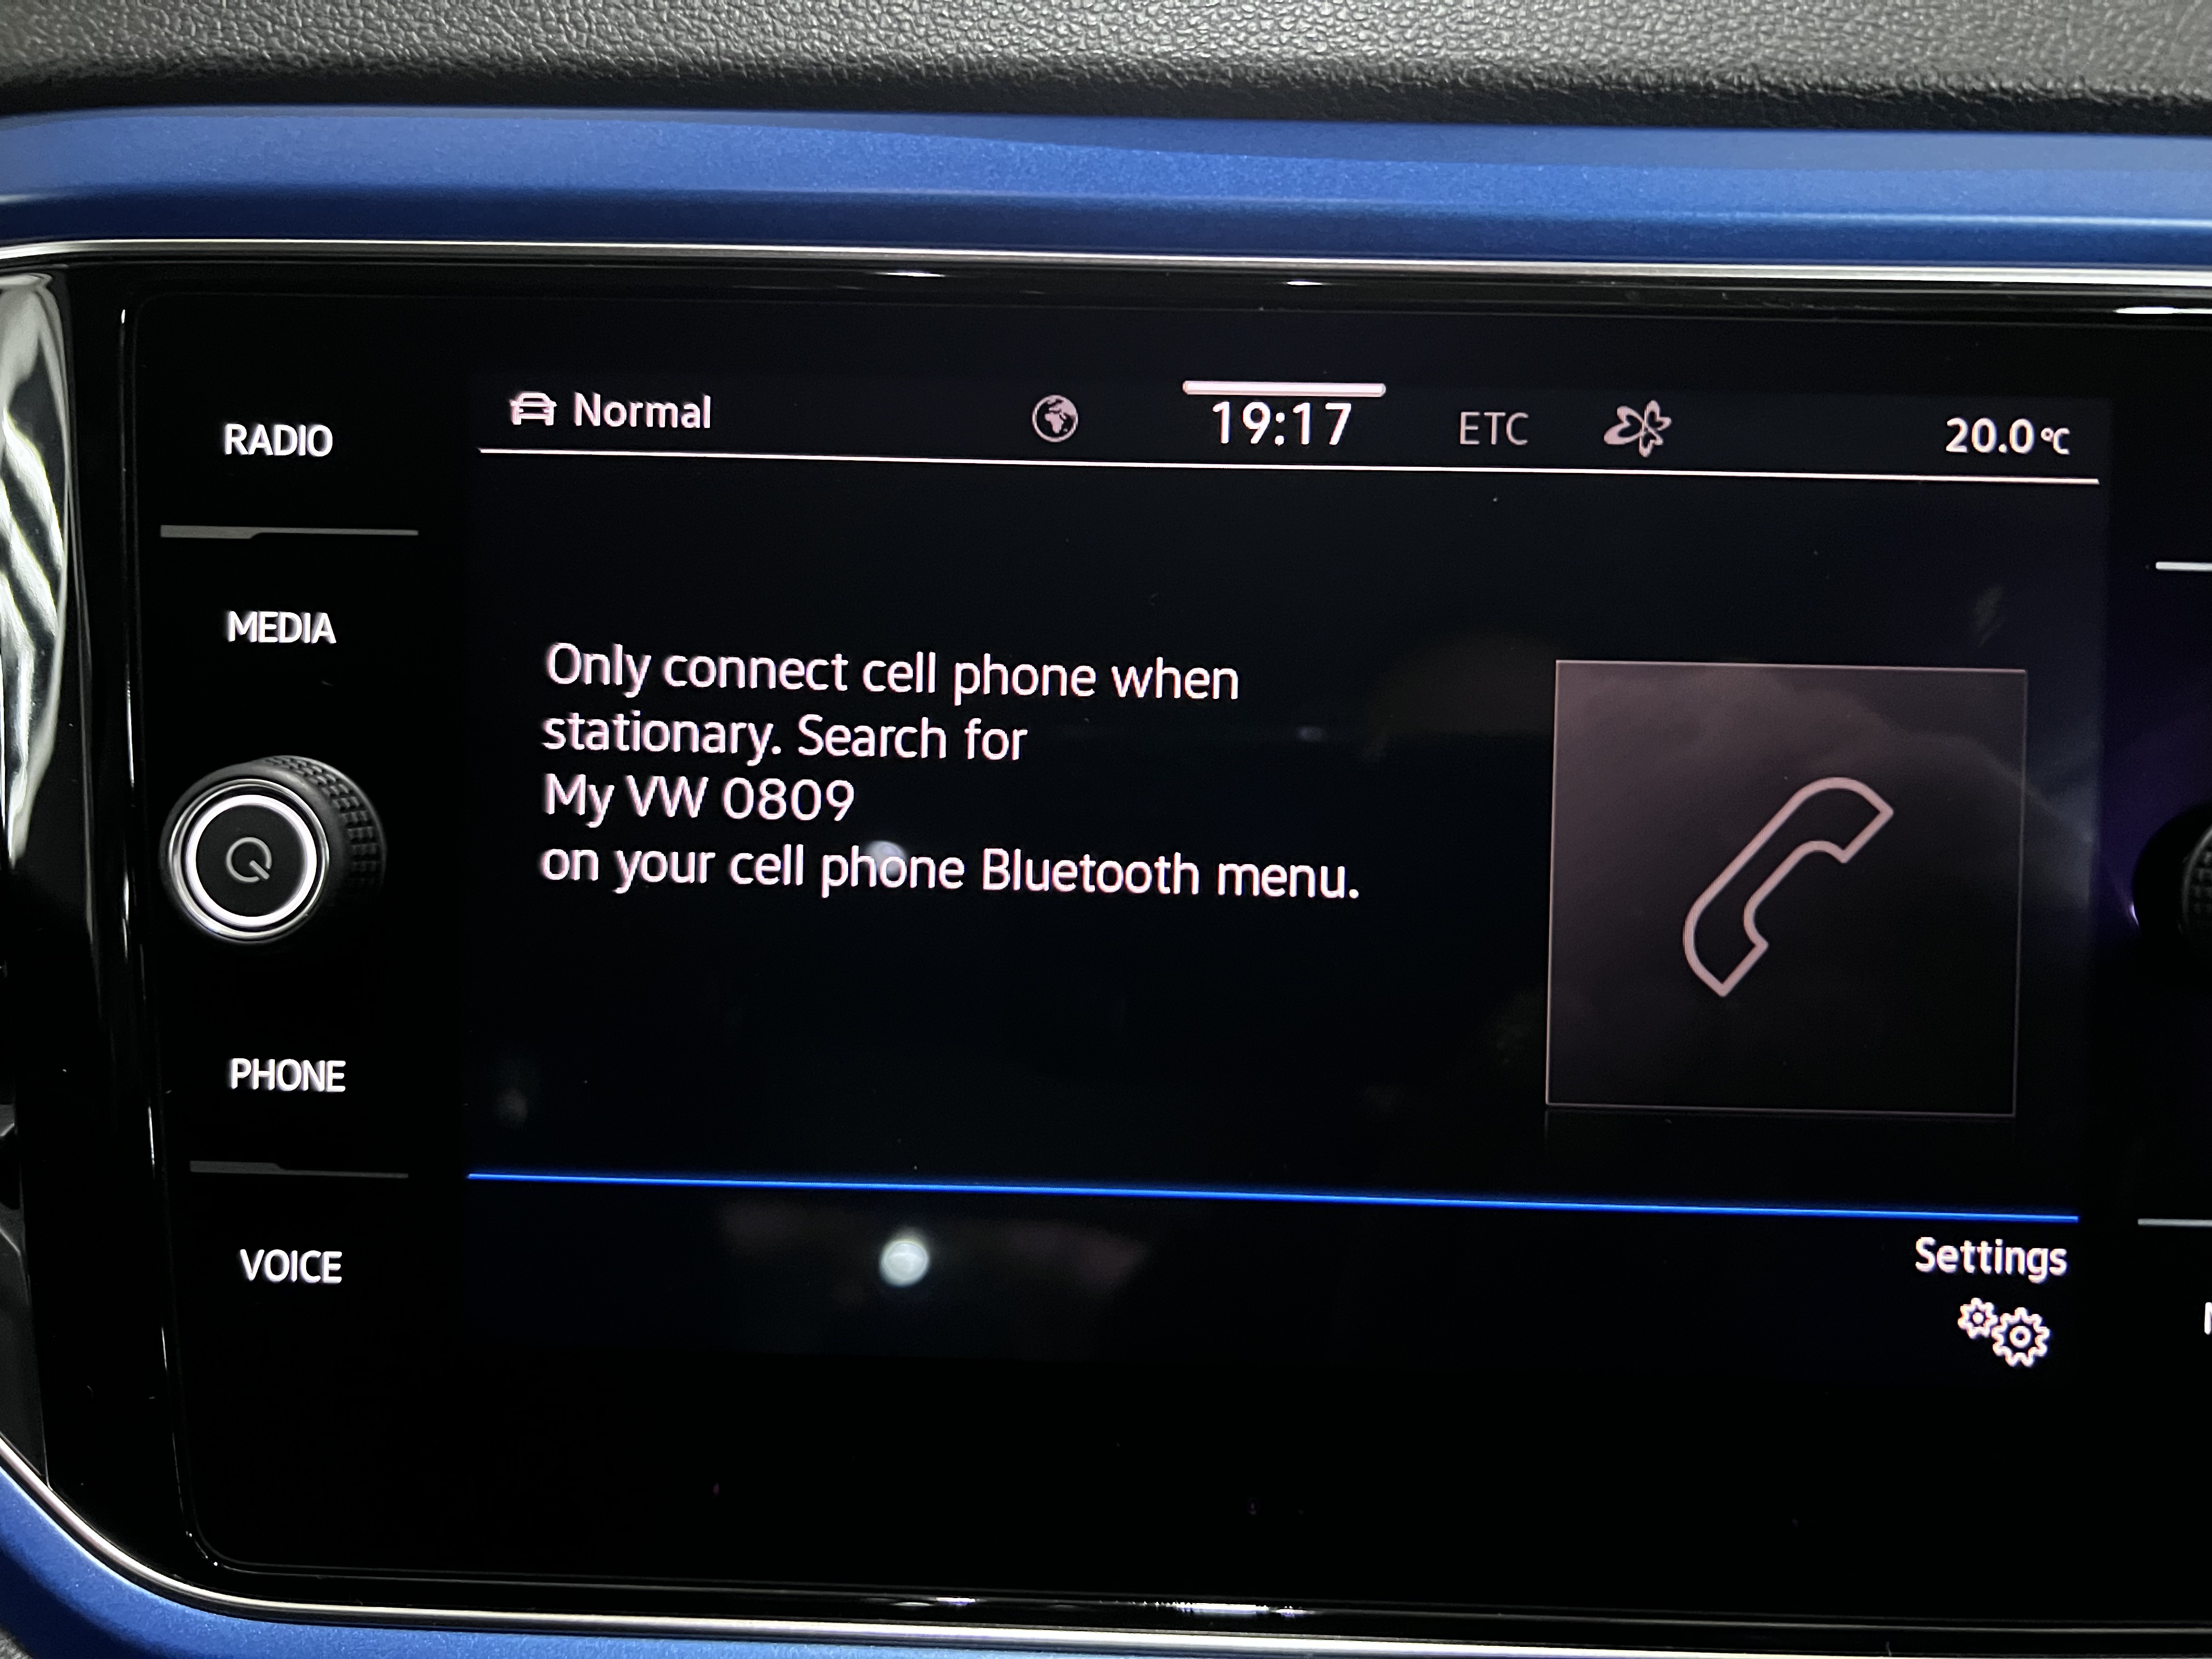 RADIO
MEDIA
PHONE
VOICE
Normal
19:17
ETC
20.0°C
Only connect cell phone when
stationary. Search for
My VW 0809
on your cell phone Bluetooth menu.
Settings